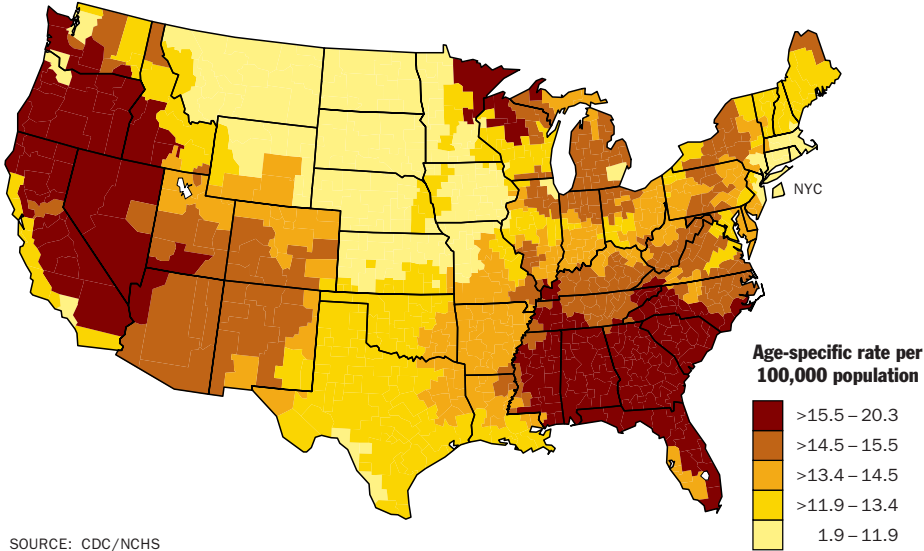 NYC
Age-specific rate per
100,000 population
>15.5 – 20.3
>14.5 – 15.5
>13.4 – 14.5
>11.9 – 13.4
1.9 – 11.9
SOURCE: CDC/NCHS